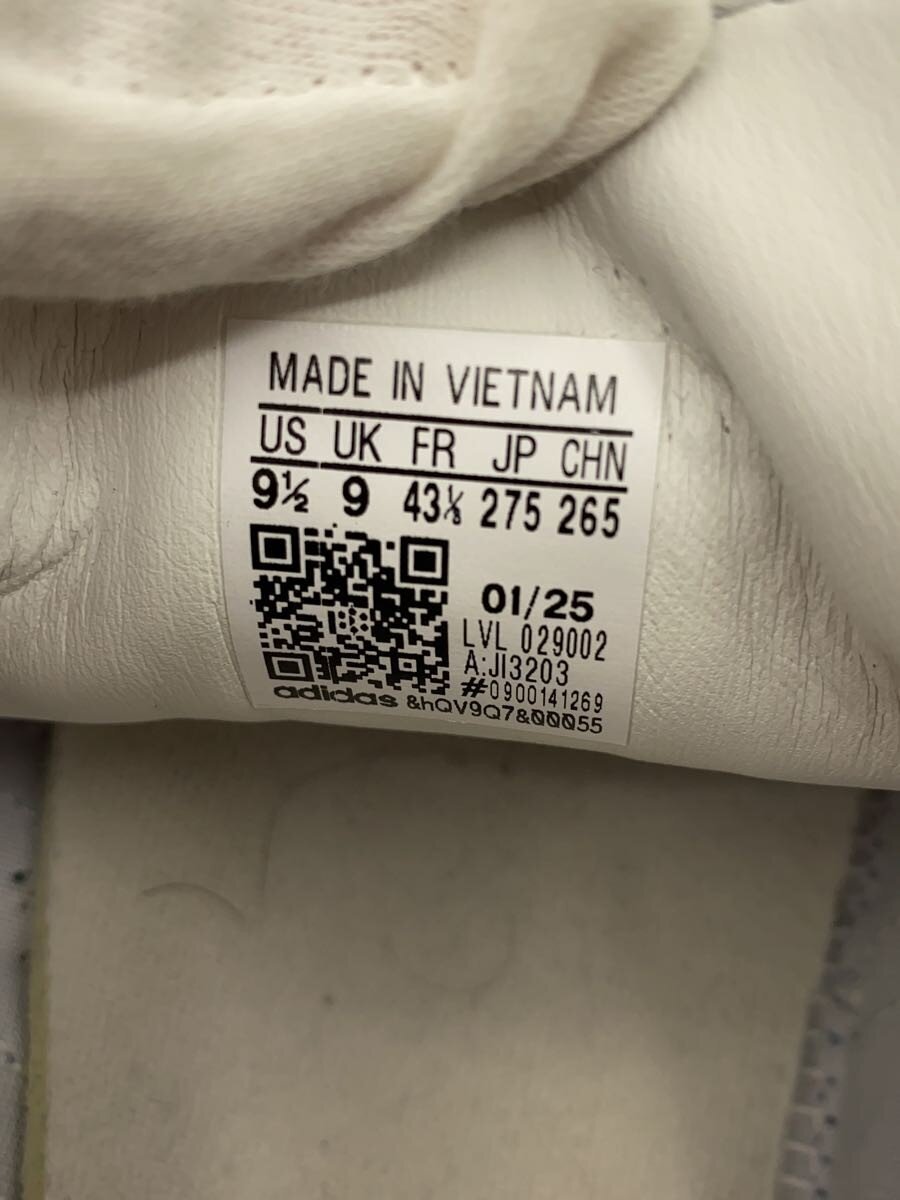 MADE IN VIETNAM
US UK FR JP CHN
9½ 9 43⅓ 275 265
01/25
LVL 029002
A:JI3203
#0900141269
adidas &hQV9Q7&00055